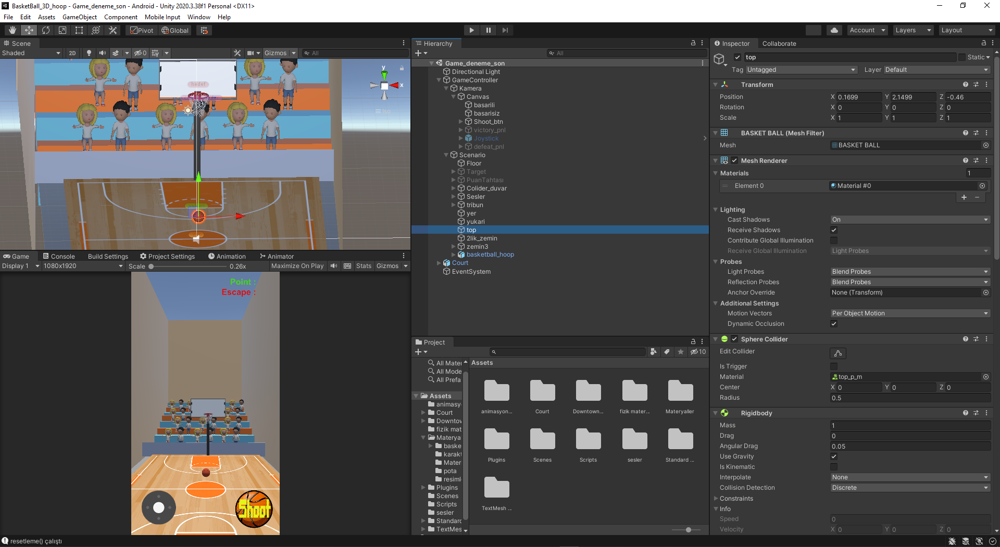 BasketBall_3D_hoop - Game_deneme_son - Android - Unity 2020.3.38f1 Personal <DX11>
File Edit Assets GameObject Component Mobile Input Window Help
Pivot Global Account Layers Layout
Scene
Shaded 2D 0 Gizmos All
y
x
Iso
hedef
Game Console Build Settings Project Settings Animation Animator
Display 1 1080x1920 Scale 0.26x Maximize On Play Stats Gizmos
Point :
Escape :
Shoot
Hierarchy
All
Game_deneme_son
Directional Light
GameController
Kamera
Canvas
basarili
basarisiz
Shoot_btn
victory_pnl
Joystick
defeat_pnl
Scenario
Floor
Target
PuanTahtası
Colider_duvar
Sesler
tribun
yer
yukari
top
2lik_zemin
zemin3
basketball_hoop
Court
EventSystem
Project
10
All Mater
All Mode
All Prefa
Assets
animasy
Court
Downtow
fizik mat
Materya
baske
karakt
Mater
pota
resiml
Plugins
Scenes
Scripts
sesler
Standard
TextMes
Assets
animasyon... Court Downtown... fizik mater... Materyaller
Plugins Scenes Scripts sesler Standard ...
TextMesh ...
Inspector Collaborate
top Static
Tag Untagged Layer Default
Transform
Position X 0.1699 Y 2.1499 Z -0.46
Rotation X 0 Y 0 Z 0
Scale X 1 Y 1 Z 1
BASKET BALL (Mesh Filter)
Mesh BASKET BALL
Mesh Renderer
Materials 1
Element 0 Material #0
Lighting
Cast Shadows On
Receive Shadows
Contribute Global Illumination
Receive Global Illumination Light Probes
Probes
Light Probes Blend Probes
Reflection Probes Blend Probes
Anchor Override None (Transform)
Additional Settings
Motion Vectors Per Object Motion
Dynamic Occlusion
Sphere Collider
Edit Collider
Is Trigger
Material top_p_m
Center X 0 Y 0 Z 0
Radius 0.5
Rigidbody
Mass 1
Drag 0
Angular Drag 0.05
Use Gravity
Is Kinematic
Interpolate None
Collision Detection Discrete
Constraints
Info
Speed 0
Velocity X 0 Y 0 Z 0
resetleme() çalıştı